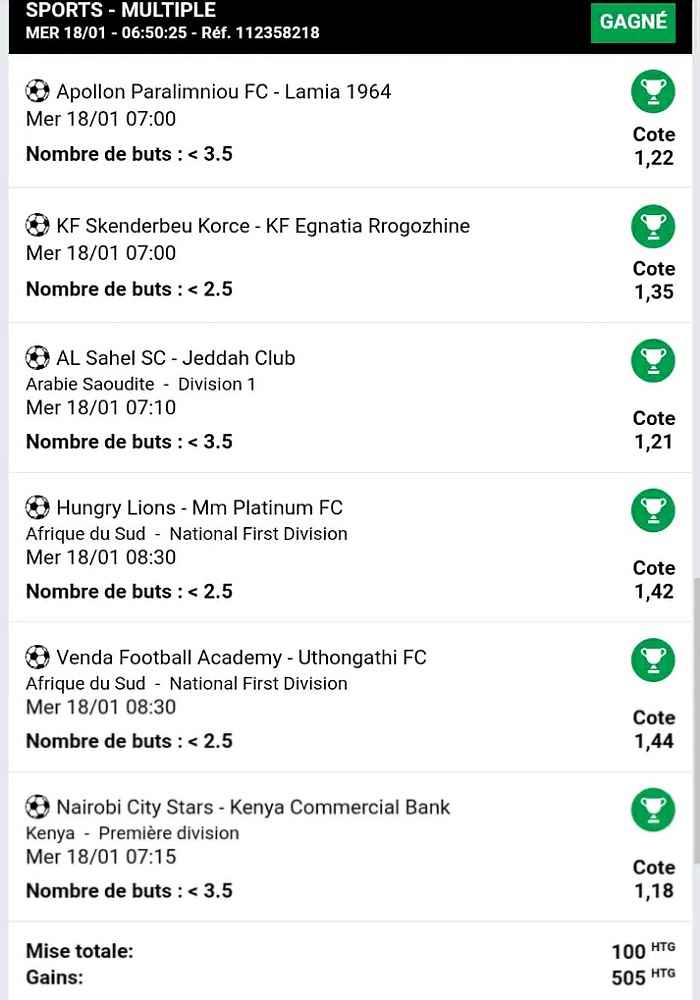 SPORTS - MULTIPLE
GAGNÉ
MER 18/01 - 06:50:25 - Réf. 112358218
Apollon Paralimniou FC - Lamia 1964
Mer 18/01 07:00
Nombre de buts : < 3.5
Cote
1,22
KF Skenderbeu Korce - KF Egnatia Rrogozhine
Mer 18/01 07:00
Nombre de buts : < 2.5
Cote
1,35
AL Sahel SC - Jeddah Club
Arabie Saoudite - Division 1
Mer 18/01 07:10
Nombre de buts : < 3.5
Cote
1,21
Hungry Lions - Mm Platinum FC
Afrique du Sud - National First Division
Mer 18/01 08:30
Nombre de buts : < 2.5
Cote
1,42
Venda Football Academy - Uthongathi FC
Afrique du Sud - National First Division
Mer 18/01 08:30
Nombre de buts : < 2.5
Cote
1,44
Nairobi City Stars - Kenya Commercial Bank
Kenya - Première division
Mer 18/01 07:15
Nombre de buts : < 3.5
Cote
1,18
Mise totale: 100 HTG
Gains: 505 HTG